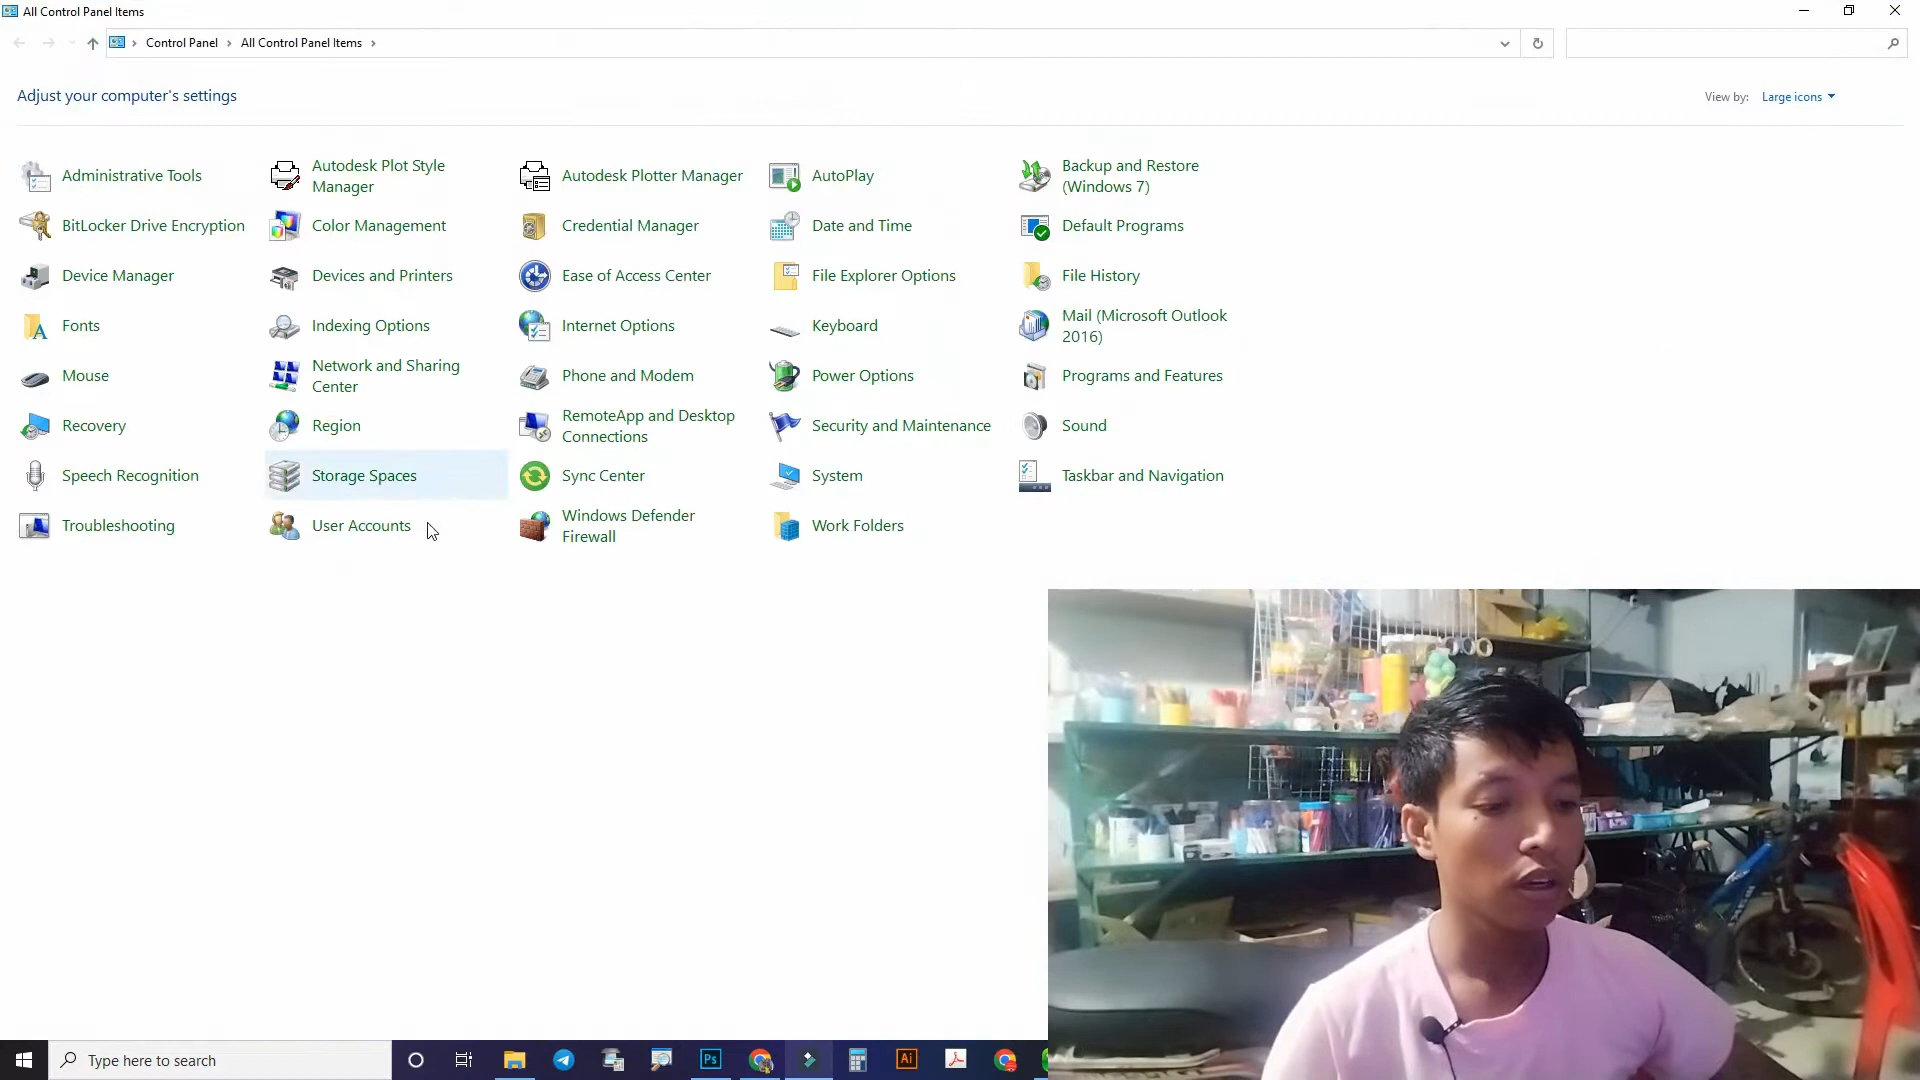 All Control Panel Items
Control Panel > All Control Panel Items >
Adjust your computer's settings
View by: Large icons
Administrative Tools
Autodesk Plot Style
Manager
Autodesk Plotter Manager
AutoPlay
Backup and Restore
(Windows 7)
BitLocker Drive Encryption
Color Management
Credential Manager
Date and Time
Default Programs
Device Manager
Devices and Printers
Ease of Access Center
File Explorer Options
File History
Fonts
Indexing Options
Internet Options
Keyboard
Mail (Microsoft Outlook
2016)
Mouse
Network and Sharing
Center
Phone and Modem
Power Options
Programs and Features
Recovery
Region
RemoteApp and Desktop
Connections
Security and Maintenance
Sound
Speech Recognition
Storage Spaces
Sync Center
System
Taskbar and Navigation
Troubleshooting
User Accounts
Windows Defender
Firewall
Work Folders
Type here to search
Ps
Ai